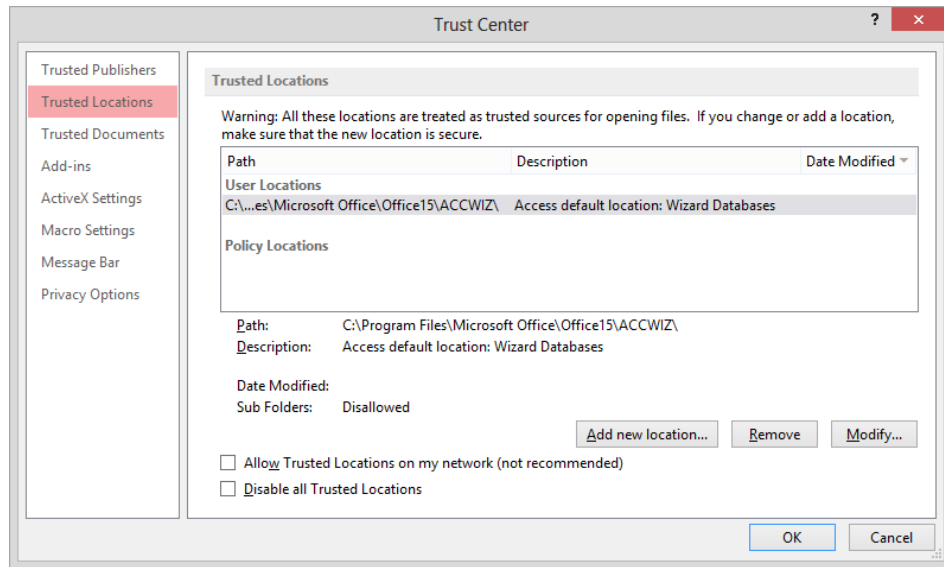 Trust Center
?
Trusted Publishers
Trusted Locations
Trusted Documents
Add-ins
ActiveX Settings
Macro Settings
Message Bar
Privacy Options
Trusted Locations
Warning: All these locations are treated as trusted sources for opening files. If you change or add a location,
make sure that the new location is secure.
Path Description Date Modified
User Locations
C:\...es\Microsoft Office\Office15\ACCWIZ\ Access default location: Wizard Databases
Policy Locations
Path: C:\Program Files\Microsoft Office\Office15\ACCWIZ\
Description: Access default location: Wizard Databases
Date Modified:
Sub Folders: Disallowed
Add new location... Remove Modify...
Allow Trusted Locations on my network (not recommended)
Disable all Trusted Locations
OK Cancel